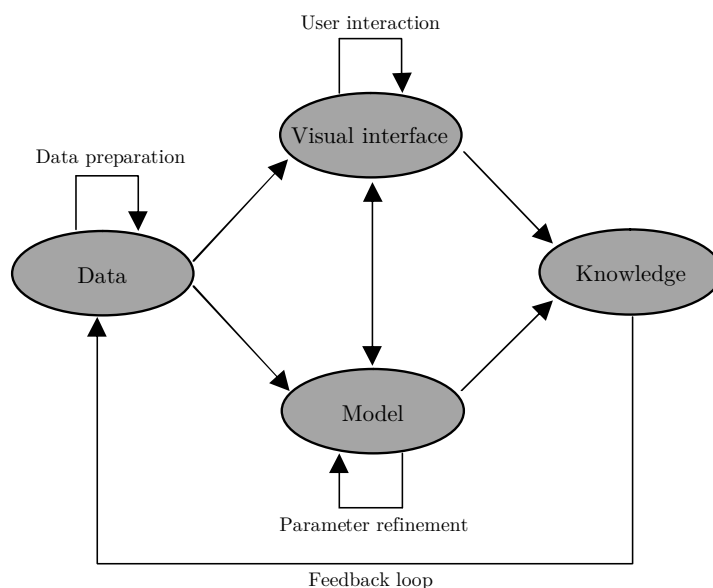 User interaction
Visual interface
Data preparation
Data
Knowledge
Model
Parameter refinement
Feedback loop